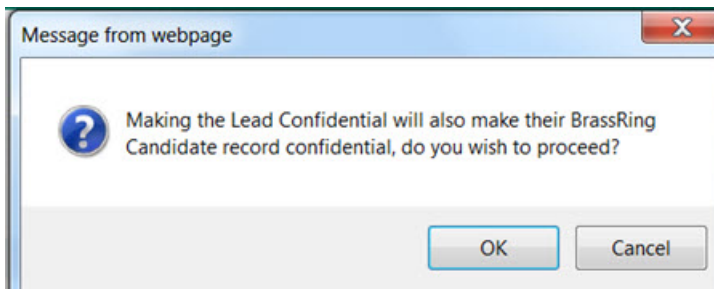 Message from webpage
X
?
Making the Lead Confidential will also make their BrassRing
Candidate record confidential, do you wish to proceed?
OK
Cancel